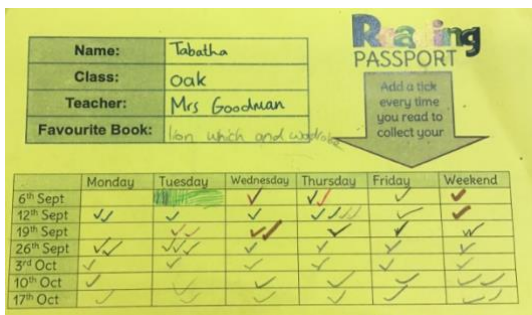 Reading
PASSPORT
Name: Tabatha
Class: oak
Teacher: Mrs Goodman
Favourite Book: lion which and wodrobe
Add a tick
every time
you read to
collect your
Monday Tuesday Wednesday Thursday Friday Weekend
6th Sept ✓ ✓✓ ✓ ✓
12th Sept ✓✓ ✓ ✓ ✓✓✓✓ ✓ ✓
19th Sept ✓✓ ✓✓ ✓ ✓ ✓
26th Sept ✓✓ ✓✓✓ ✓ ✓ ✓ ✓
3rd Oct ✓ ✓ ✓ ✓ ✓ ✓
10th Oct ✓ ✓ ✓ ✓ ✓ ✓✓
17th Oct ✓ ✓ ✓ ✓ ✓ ✓✓